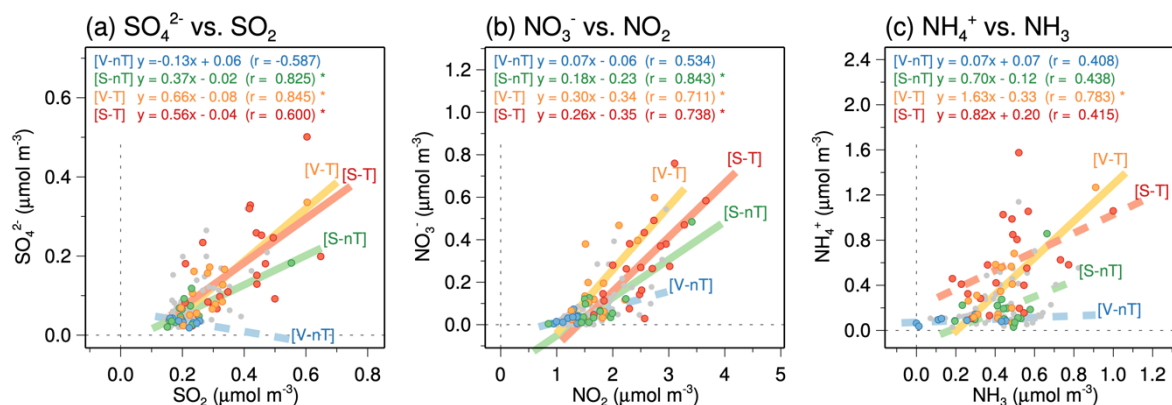 (a) SO₄²⁻ vs. SO₂
[V-nT] y=-0.13x + 0.06 (r = -0.587)
[S-nT] y= 0.37x - 0.02 (r = 0.825) *
[V-T] y= 0.66x - 0.08 (r = 0.845) *
[S-T] y= 0.56x - 0.04 (r = 0.600) *
0.6
0.4
0.2
0.0
SO₄²⁻ (μmol m⁻³)
[V-T]
[S-T]
[S-nT]
[V-nT]
0.0 0.2 0.4 0.6 0.8
SO₂ (μmol m⁻³)
(b) NO₃⁻ vs. NO₂
[V-nT] y= 0.07x - 0.06 (r = 0.534)
[S-nT] y= 0.18x - 0.23 (r = 0.843) *
[V-T] y= 0.30x - 0.34 (r = 0.711) *
[S-T] y= 0.26x - 0.35 (r = 0.738) *
1.2
1.0
0.8
0.6
0.4
0.2
0.0
NO₃⁻ (μmol m⁻³)
[V-T]
[S-T]
[S-nT]
[V-nT]
0 1 2 3 4 5
NO₂ (μmol m⁻³)
(c) NH₄⁺ vs. NH₃
[V-nT] y= 0.07x + 0.07 (r = 0.408)
[S-nT] y= 0.70x - 0.12 (r = 0.438)
[V-T] y= 1.63x - 0.33 (r = 0.783) *
[S-T] y= 0.82x + 0.20 (r = 0.415)
2.4
2.0
1.6
1.2
0.8
0.4
0.0
NH₄⁺ (μmol m⁻³)
[V-T]
[S-T]
[S-nT]
[V-nT]
0.0 0.2 0.4 0.6 0.8 1.0 1.2
NH₃ (μmol m⁻³)